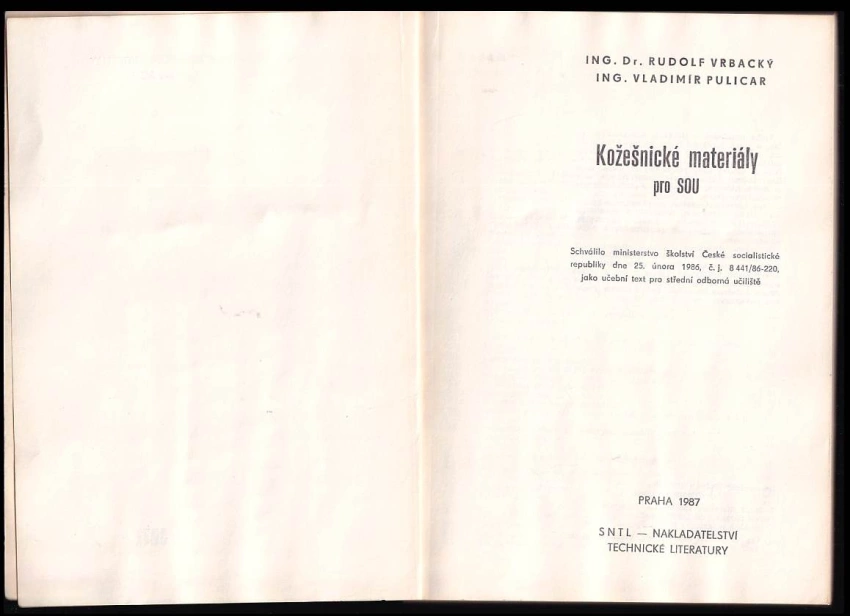 ING. Dr. RUDOLF VRBACKÝ
ING. VLADIMÍR PULICAR
Kožešnické materiály
pro SOU
Schválilo ministerstvo školství České socialistické
republiky dne 25. února 1986, č. j. 8 441/86-220,
jako učební text pro střední odborná učiliště
PRAHA 1987
SNTL — NAKLADATELSTVÍ
TECHNICKÉ LITERATURY